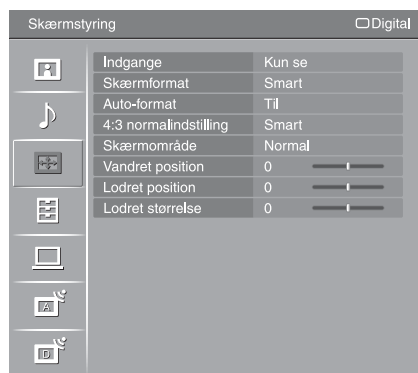 Skærmstyring Digital
Indgange Kun se
Skærmformat Smart
Auto-format Til
4:3 normalindstilling Smart
Skærmområde Normal
Vandret position 0
Lodret position 0
Lodret størrelse 0
A
D